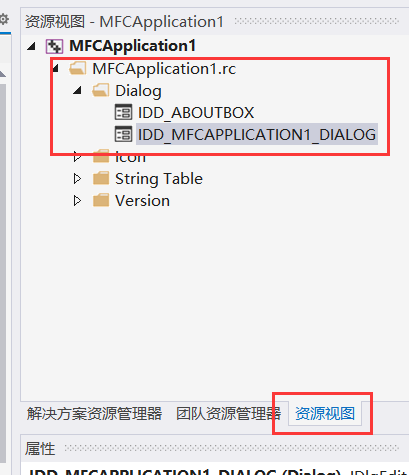 资源视图 - MFCApplication1
MFCApplication1
MFCApplication1.rc
Dialog
IDD_ABOUTBOX
IDD_MFCAPPLICATION1_DIALOG
Icon
String Table
Version
解决方案资源管理器 团队资源管理器 资源视图
属性
IDD_MFCAPPLICATION1_DIALOG (Dialog) IDlgEdit